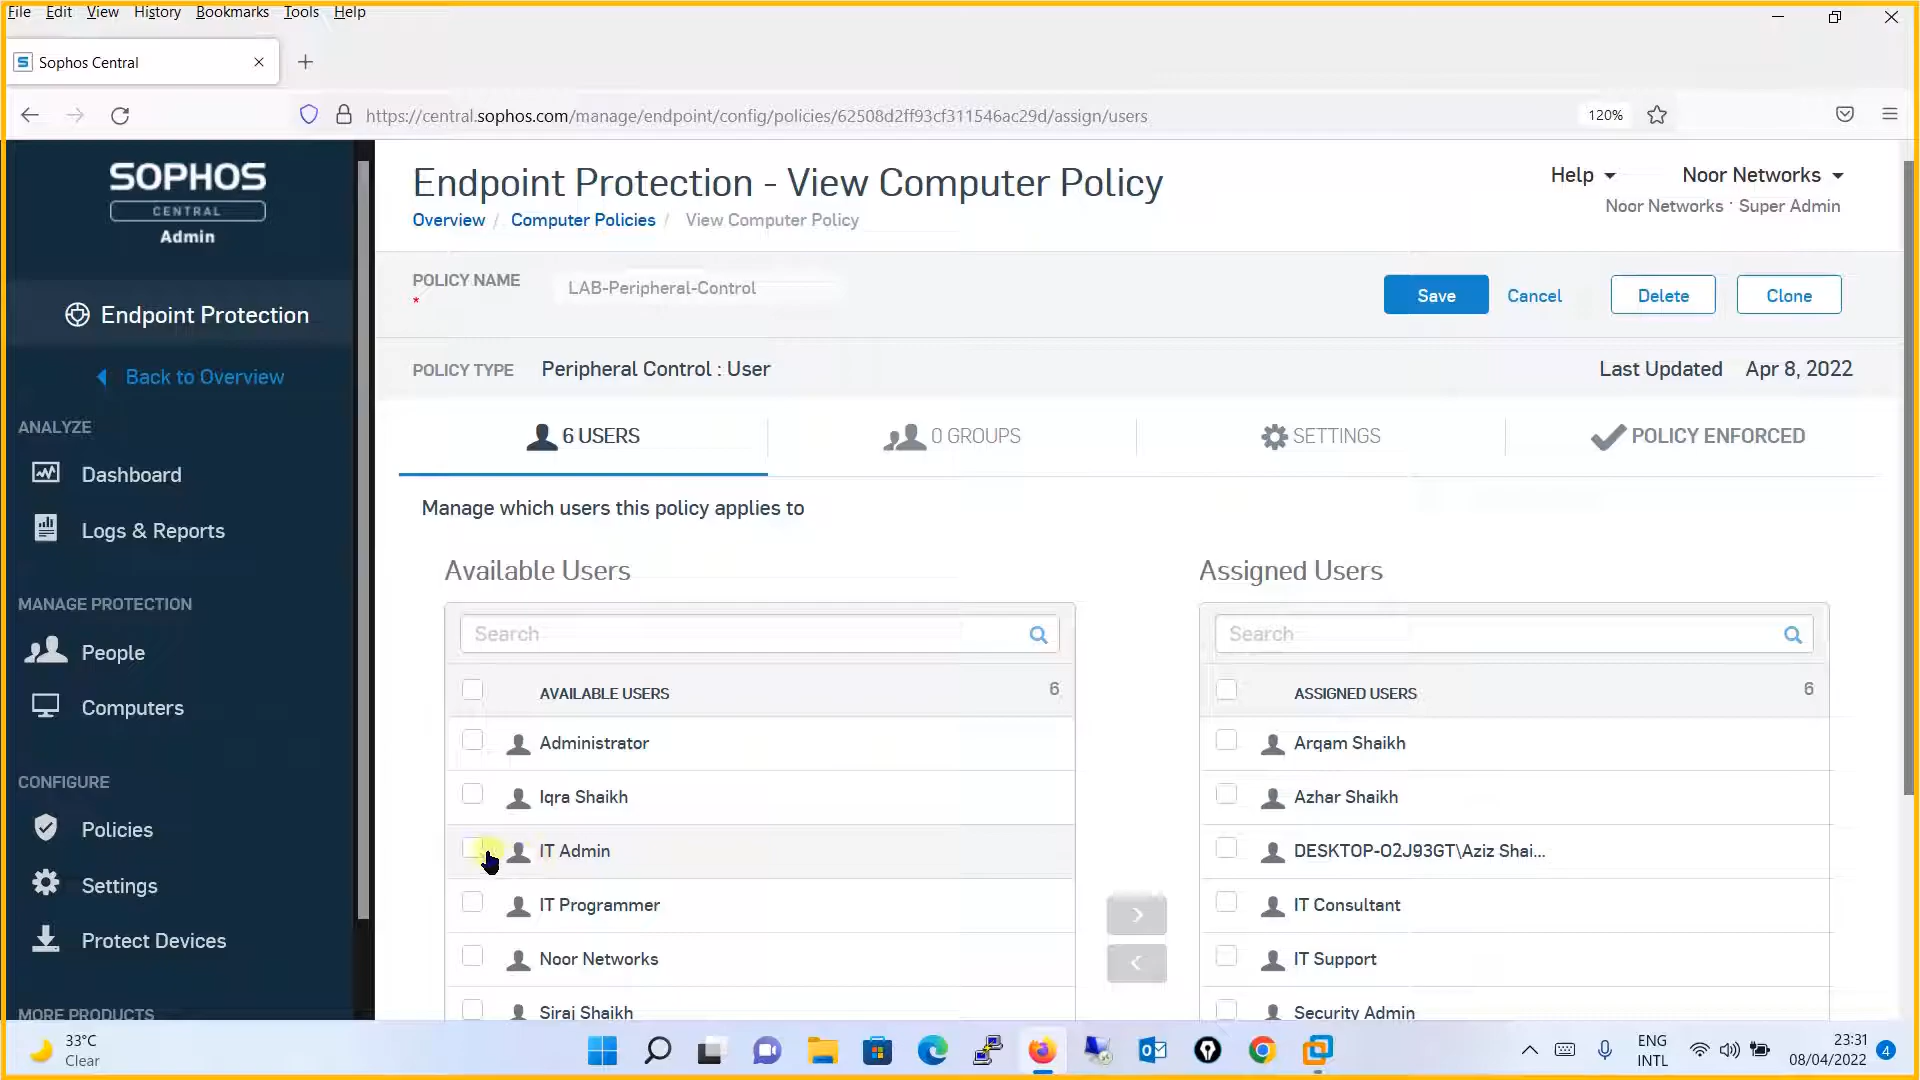 File Edit View History Bookmarks Tools Help
Sophos Central
https://central.sophos.com/manage/endpoint/config/policies/62508d2ff93cf311546ac29d/assign/users
120%
SOPHOS
CENTRAL
Admin
Endpoint Protection
Back to Overview
ANALYZE
Dashboard
Logs & Reports
MANAGE PROTECTION
People
Computers
CONFIGURE
Policies
Settings
Protect Devices
MORE PRODUCTS
Endpoint Protection - View Computer Policy
Overview / Computer Policies / View Computer Policy
Help
Noor Networks
Noor Networks · Super Admin
POLICY NAME *
LAB-Peripheral-Control
Save Cancel Delete Clone
POLICY TYPE Peripheral Control : User
Last Updated Apr 8, 2022
6 USERS
0 GROUPS
SETTINGS
POLICY ENFORCED
Manage which users this policy applies to
Available Users
Search
AVAILABLE USERS 6
Administrator
Iqra Shaikh
IT Admin
IT Programmer
Noor Networks
Siraj Shaikh
Assigned Users
Search
ASSIGNED USERS 6
Arqam Shaikh
Azhar Shaikh
DESKTOP-O2J93GT\Aziz Shai...
IT Consultant
IT Support
Security Admin
33°C
Clear
ENG
INTL
23:31
08/04/2022
4